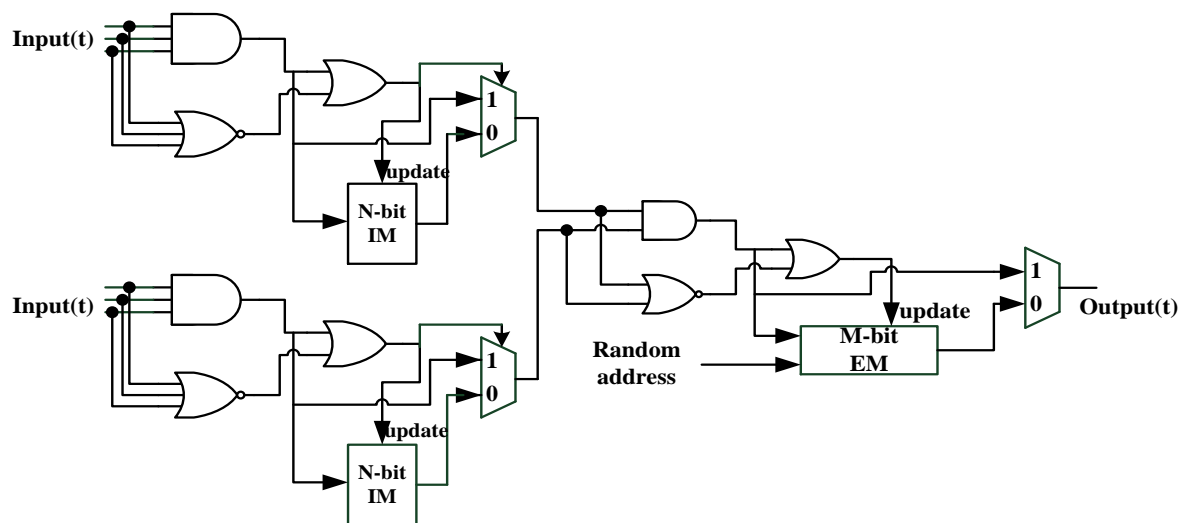 Input(t)
1
0
update
N-bit
IM
Input(t)
1
0
update
N-bit
IM
Random
address
update
M-bit
EM
1
0
Output(t)